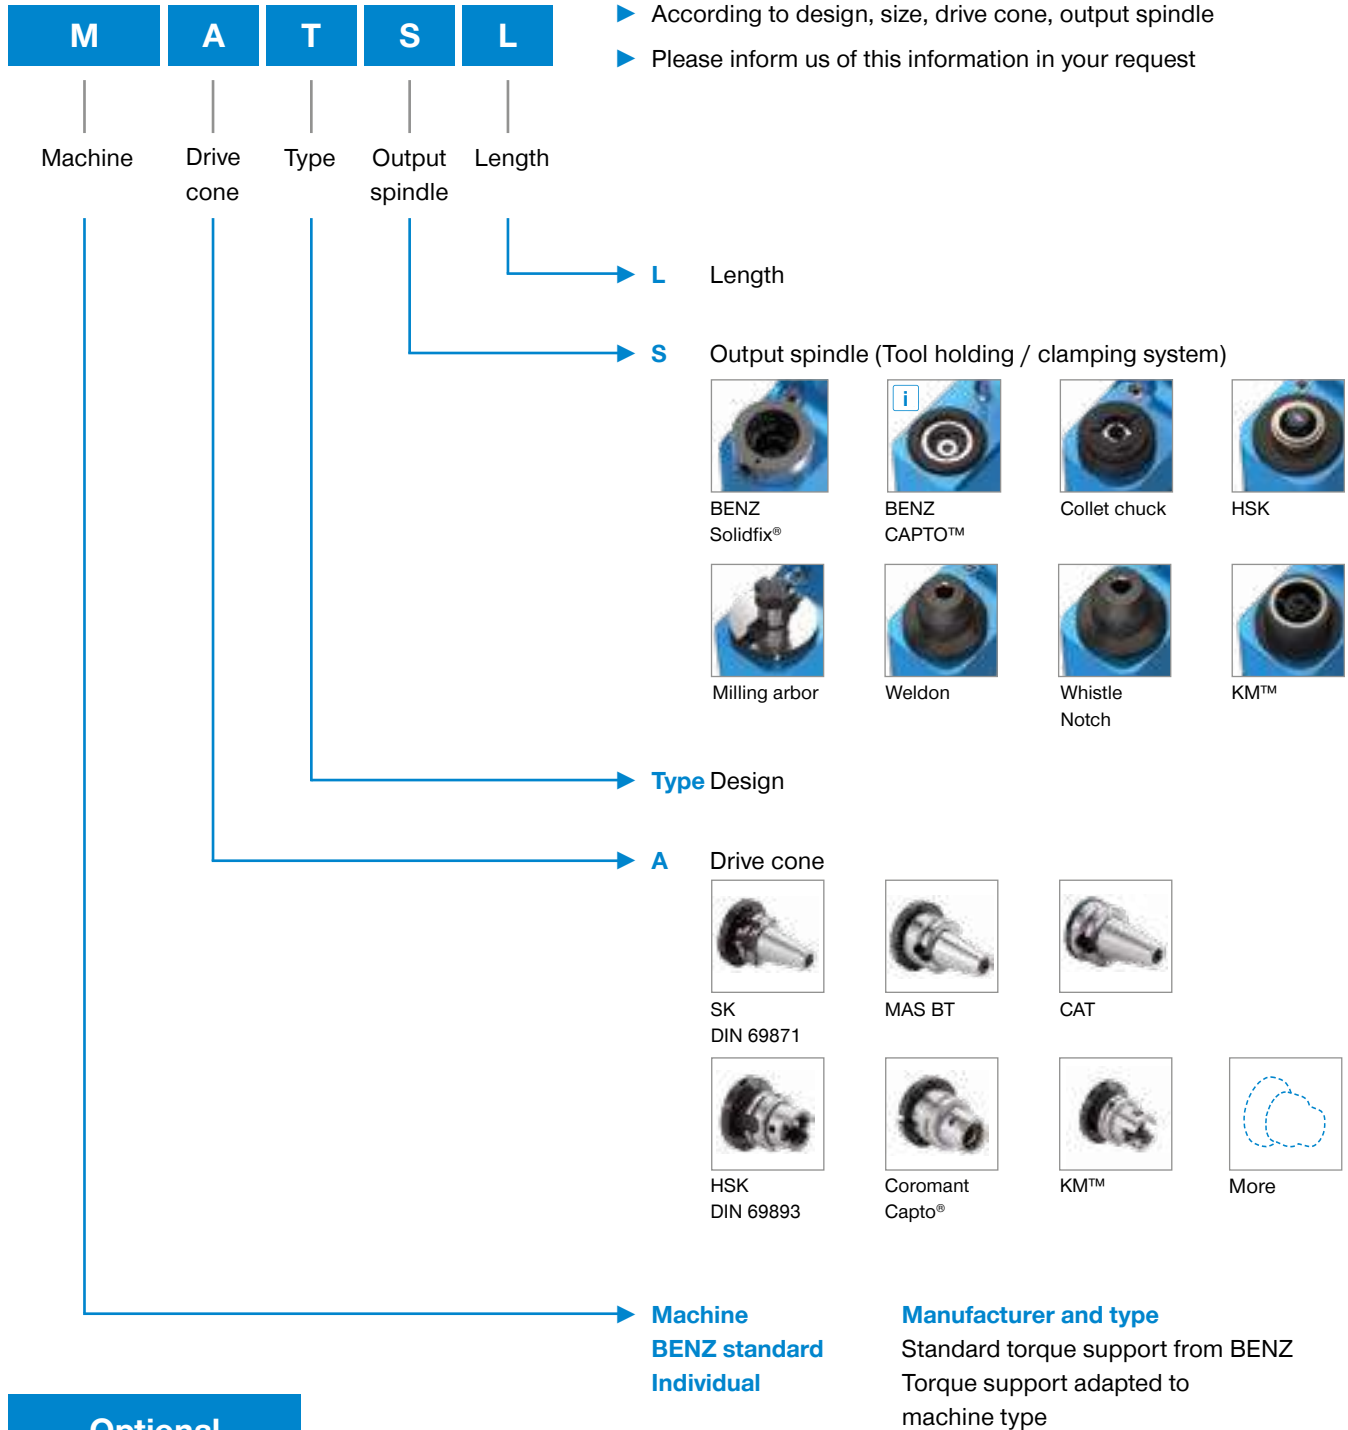 M A T S L
► According to design, size, drive cone, output spindle
► Please inform us of this information in your request
Machine Drive Type Output Length
cone spindle
L Length
S Output spindle (Tool holding / clamping system)
i
BENZ BENZ Collet chuck HSK
Solidfix® CAPTO™
Milling arbor Weldon Whistle KM™
Notch
Type Design
A Drive cone
SK MAS BT CAT
DIN 69871
HSK Coromant KM™ More
DIN 69893 Capto®
Machine Manufacturer and type
BENZ standard Standard torque support from BENZ
Individual Torque support adapted to
machine type
Optional